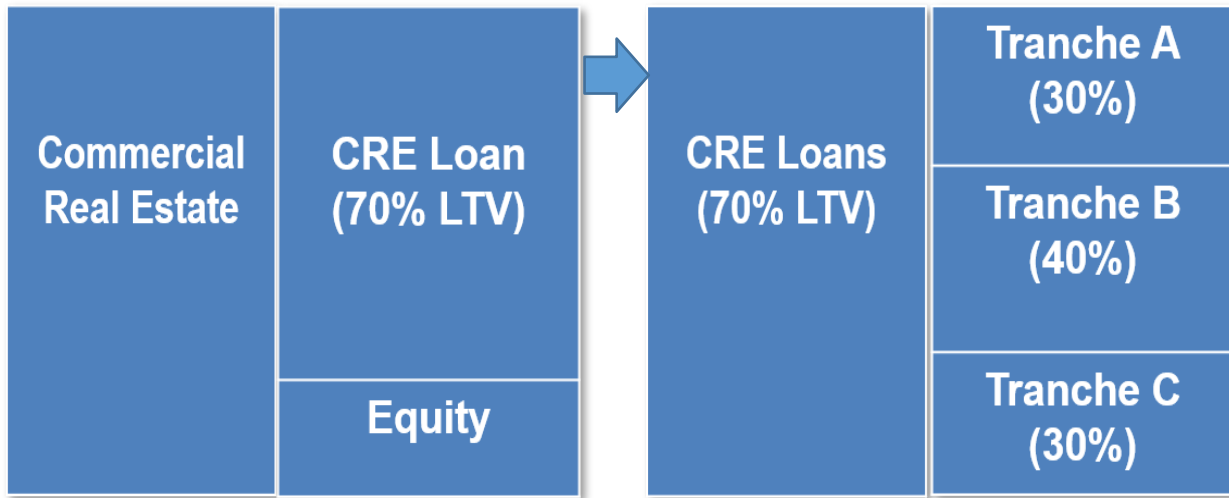 Commercial
Real Estate
CRE Loan
(70% LTV)
Equity
CRE Loans
(70% LTV)
Tranche A
(30%)
Tranche B
(40%)
Tranche C
(30%)